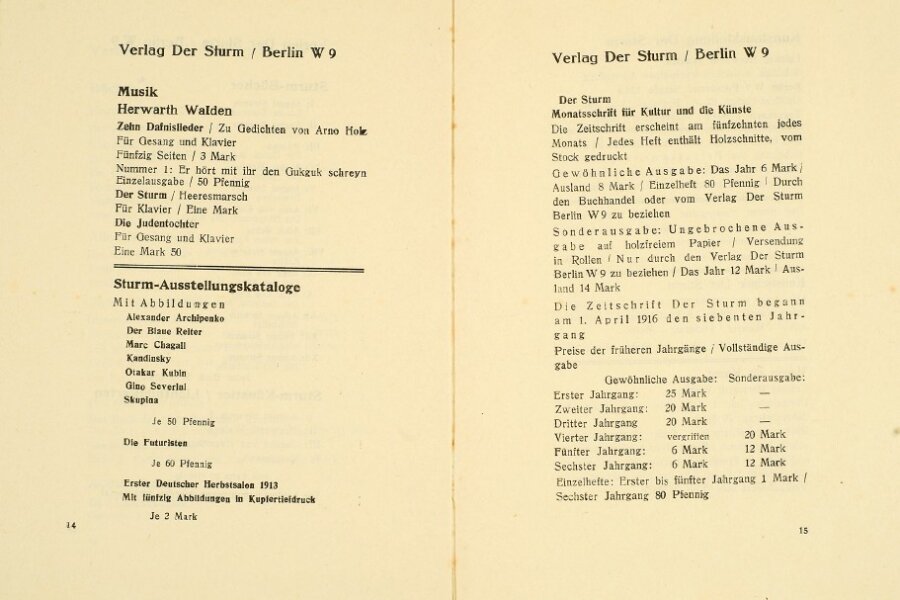 Verlag Der Sturm / Berlin W 9
Musik
Herwarth Walden
Zehn Dafnislieder / Zu Gedichten von Arno Holz
Für Gesang und Klavier
Fünfzig Seiten / 3 Mark
Nummer 1: Er hört mit ihr den Gukguk schreyn
Einzelausgabe / 50 Pfennig
Der Sturm / Heeresmarsch
Für Klavier / Eine Mark
Die Judentochter
Für Gesang und Klavier
Eine Mark 50
Sturm-Ausstellungskataloge
Mit Abbildungen
Alexander Archipenko
Der Blaue Reiter
Marc Chagall
Kandinsky
Otakar Kubin
Gino Severini
Skupina
Je 50 Pfennig
Die Futuristen
Je 60 Pfennig
Erster Deutscher Herbstsalon 1913
Mit fünfzig Abbildungen in Kupfertiefdruck
Je 2 Mark
14
Verlag Der Sturm / Berlin W 9
Der Sturm
Monatsschrift für Kultur und die Künste
Die Zeitschrift erscheint am fünfzehnten jedes
Monats / Jedes Heft enthält Holzschnitte, vom
Stock gedruckt
Gewöhnliche Ausgabe: Das Jahr 6 Mark /
Ausland 8 Mark / Einzelheft 80 Pfennig / Durch
den Buchhandel oder vom Verlag Der Sturm
Berlin W 9 zu beziehen
Sonderausgabe: Ungebrochene Aus-
gabe auf holzfreiem Papier / Versendung
in Rollen / Nur durch den Verlag Der Sturm
Berlin W 9 zu beziehen / Das Jahr 12 Mark / Aus-
land 14 Mark
Die Zeitschrift Der Sturm begann
am 1. April 1916 den siebenten Jahr-
gang
Preise der früheren Jahrgänge / Vollständige Aus-
gabe
Gewöhnliche Ausgabe: Sonderausgabe:
Erster Jahrgang: 25 Mark —
Zweiter Jahrgang: 20 Mark —
Dritter Jahrgang 20 Mark —
Vierter Jahrgang: vergriffen 20 Mark
Fünfter Jahrgang: 6 Mark 12 Mark
Sechster Jahrgang: 6 Mark 12 Mark
Einzelhefte: Erster bis fünfter Jahrgang 1 Mark /
Sechster Jahrgang 80 Pfennig
15